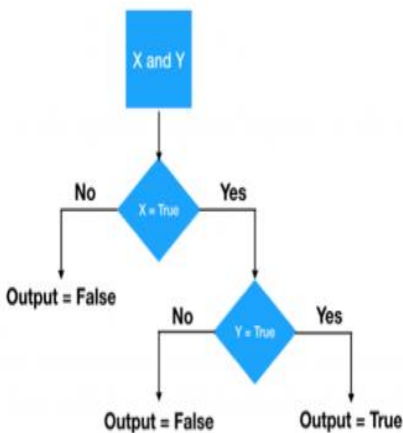 X and Y
No
X = True
Yes
Output = False
No
Y = True
Yes
Output = False
Output = True